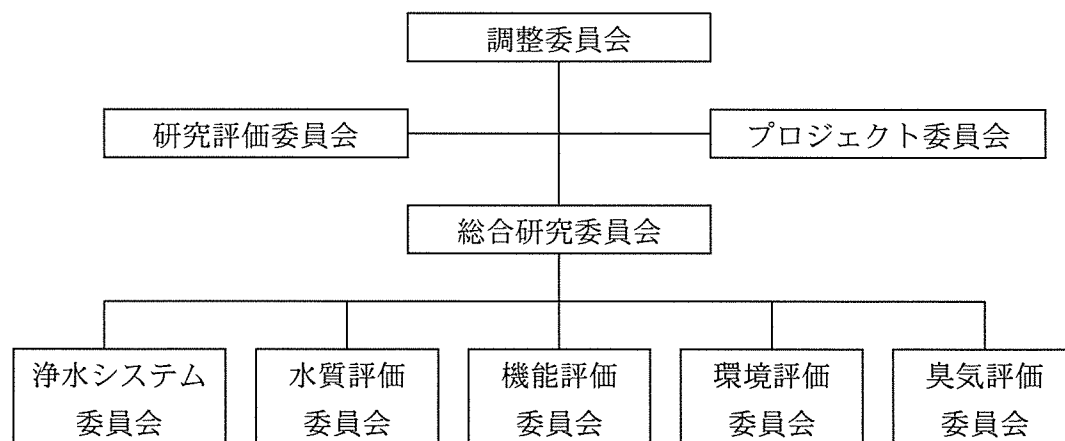 調整委員会
研究評価委員会
プロジェクト委員会
総合研究委員会
浄水システム
委員会
水質評価
委員会
機能評価
委員会
環境評価
委員会
臭気評価
委員会